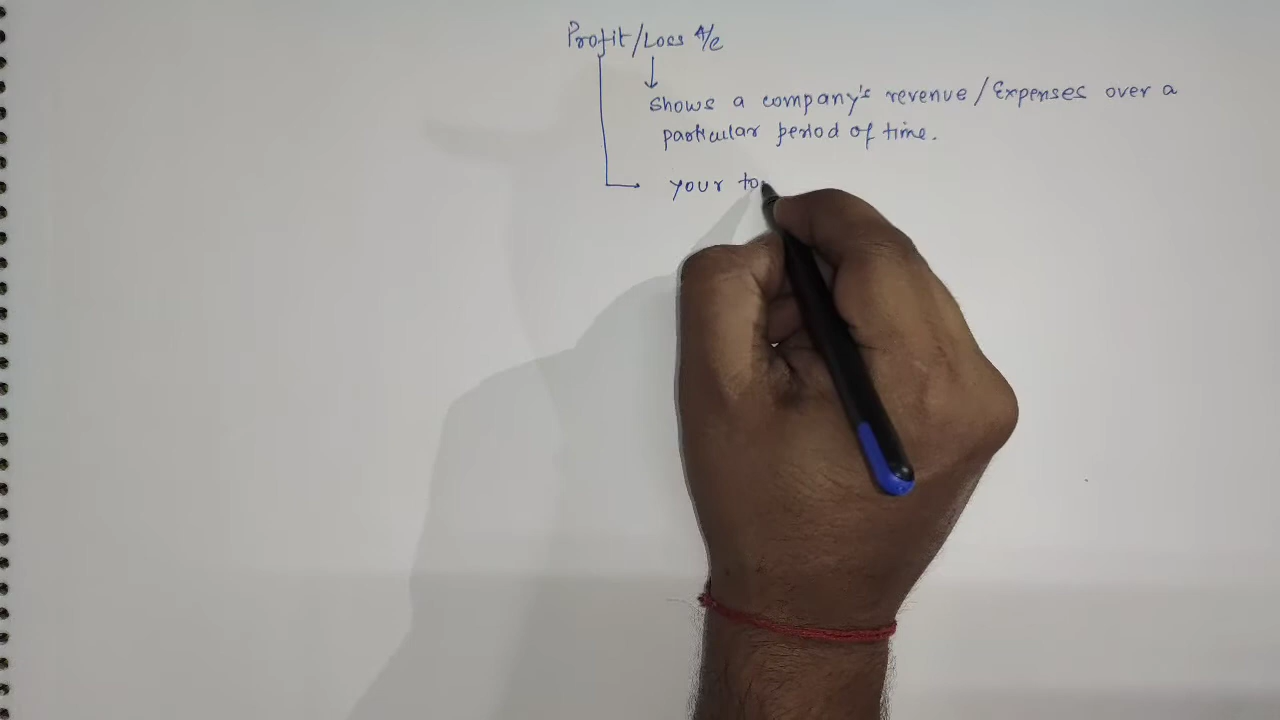 Profit/Loss A/c
shows a company's revenue/Expenses over a
particular period of time.
your to